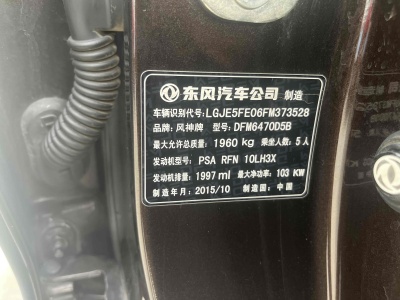 东风汽车公司 制造
车辆识别代号:LGJE5FE06FM373528
品牌:风神牌 型号:DFM6470D5B
最大允许总质量:1960 kg 乘坐人数:5人
发动机型号:PSA RFN 10LH3X
发动机排量:1997 ml 最大净功率:103 KW
制造年月:2015/10 制造国:中国